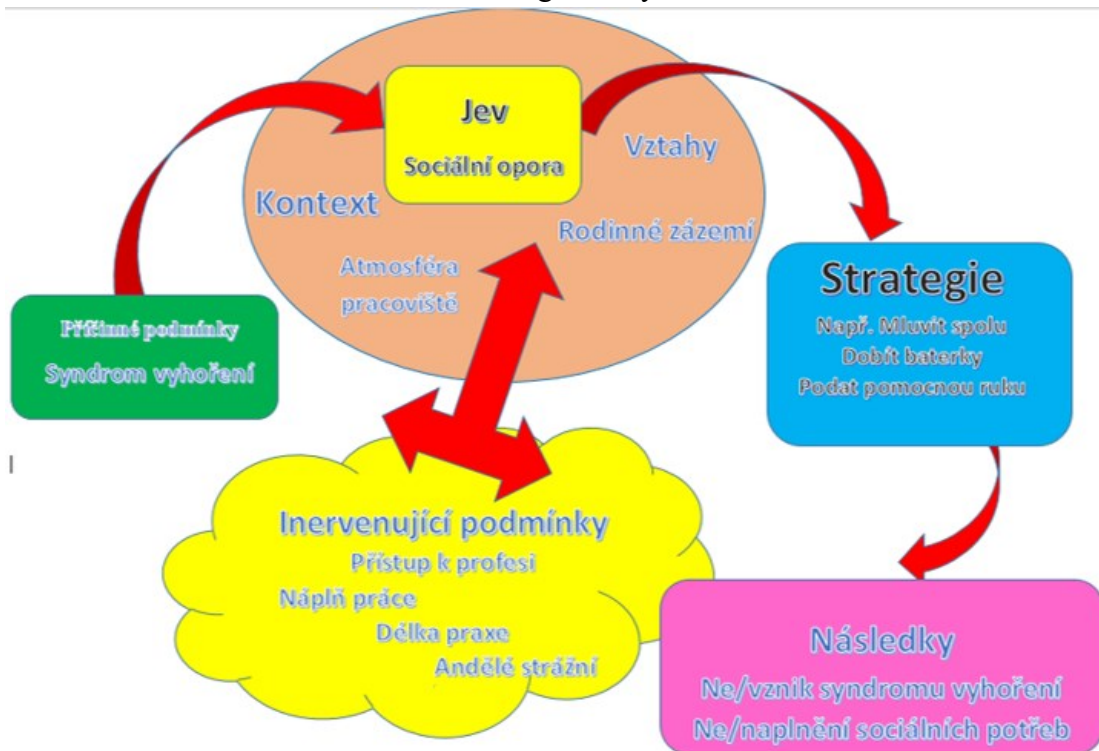 Jev
Sociální opora
Vztahy
Kontext
Rodinné zázemí
Atmosféra
pracoviště
Příčinné podmínky
Syndrom vyhoření
Strategie
Např. Mluvit spolu
Dobít baterky
Podat pomocnou ruku
Inervenující podmínky
Přístup k profesi
Náplň práce
Délka praxe
Andělé strážní
Následky
Ne/vznik syndromu vyhoření
Ne/naplnění sociálních potřeb